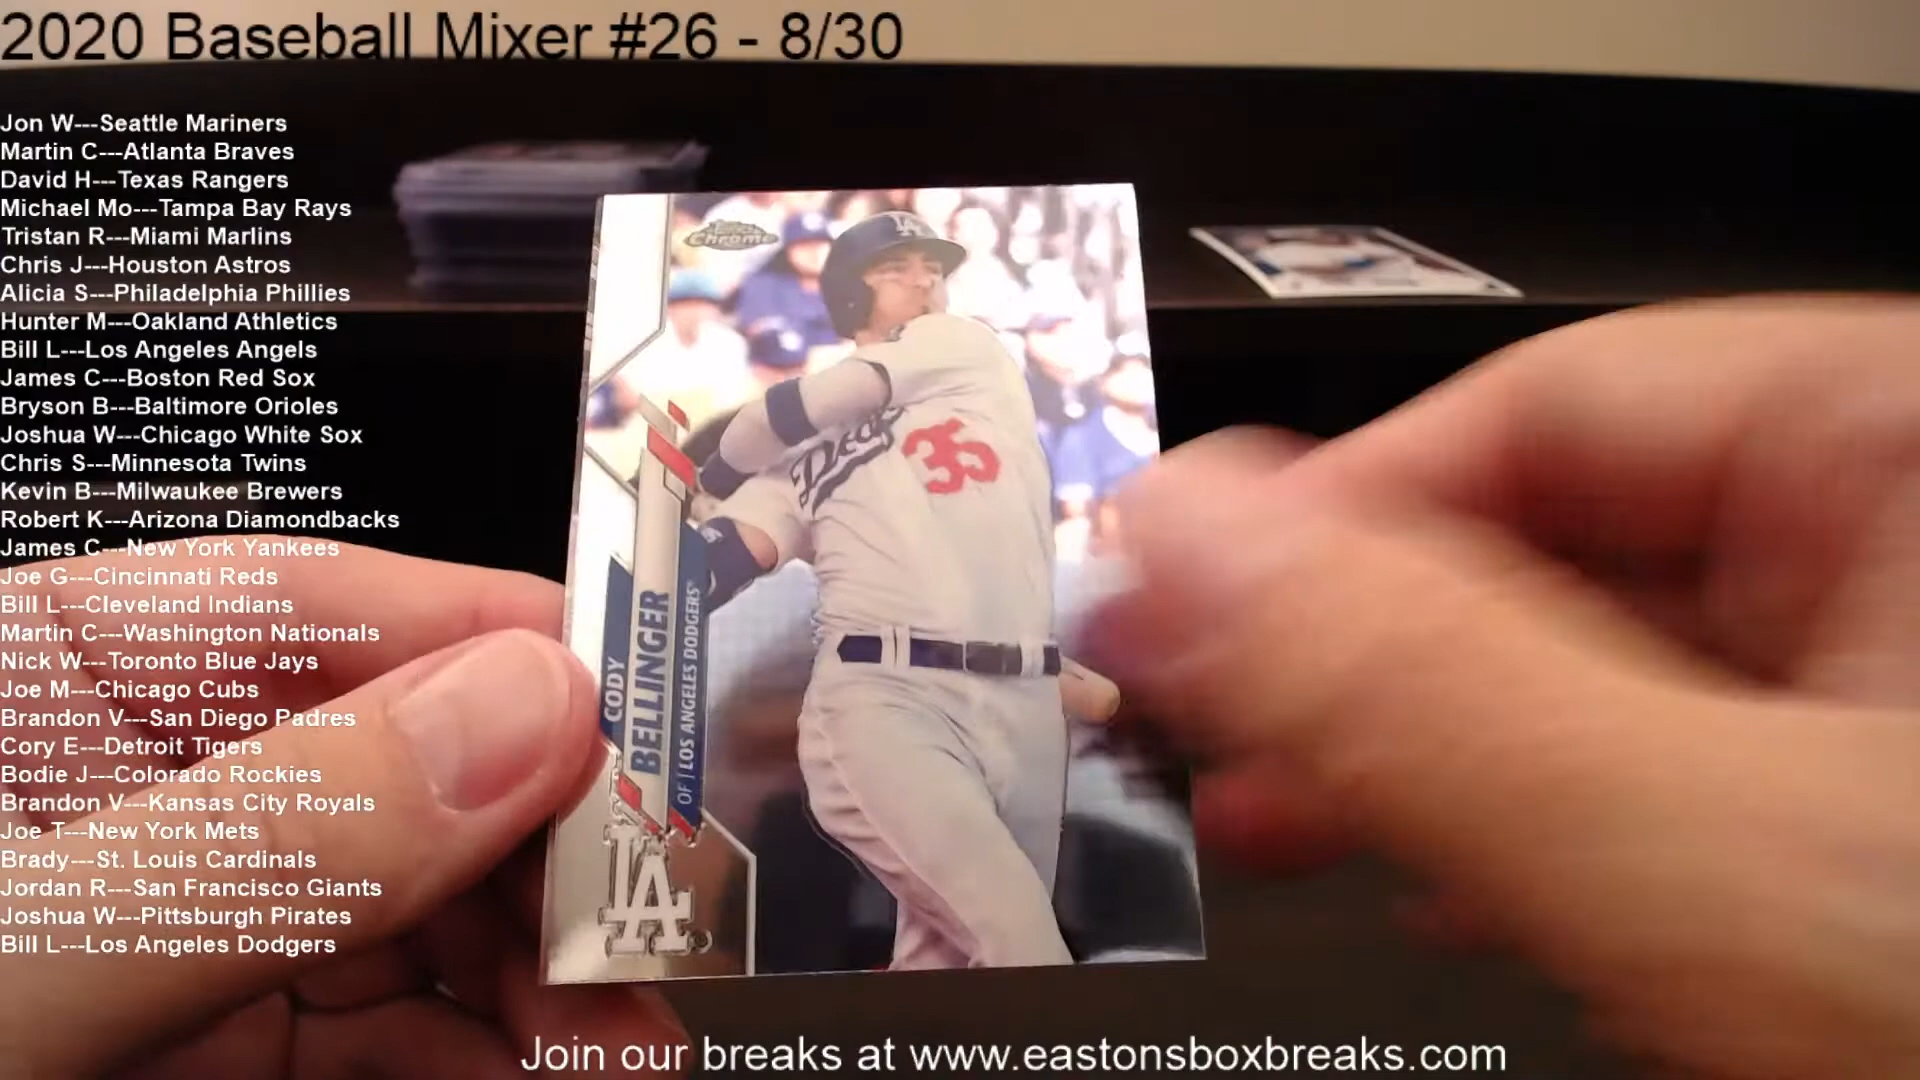 2020 Baseball Mixer #26 - 8/30
Jon W---Seattle Mariners
Martin C---Atlanta Braves
David H---Texas Rangers
Michael Mo---Tampa Bay Rays
Tristan R---Miami Marlins
Chris J---Houston Astros
Alicia S---Philadelphia Phillies
Hunter M---Oakland Athletics
Bill L---Los Angeles Angels
James C---Boston Red Sox
Bryson B---Baltimore Orioles
Joshua W---Chicago White Sox
Chris S---Minnesota Twins
Kevin B---Milwaukee Brewers
Robert K---Arizona Diamondbacks
James C---New York Yankees
Joe G---Cincinnati Reds
Bill L---Cleveland Indians
Martin C---Washington Nationals
Nick W---Toronto Blue Jays
Joe M---Chicago Cubs
Brandon V---San Diego Padres
Cory E---Detroit Tigers
Bodie J---Colorado Rockies
Brandon V---Kansas City Royals
Joe T---New York Mets
Brady---St. Louis Cardinals
Jordan R---San Francisco Giants
Joshua W---Pittsburgh Pirates
Bill L---Los Angeles Dodgers
Topps
Chrome
LA
35
CODY
BELLINGER
OF | LOS ANGELES DODGERS
LA
Join our breaks at www.eastonsboxbreaks.com